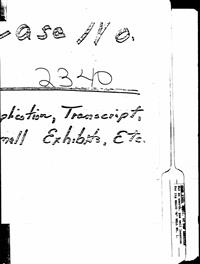 ase No.
2340
plication, Transcript,
mall Exhibits, Etc.